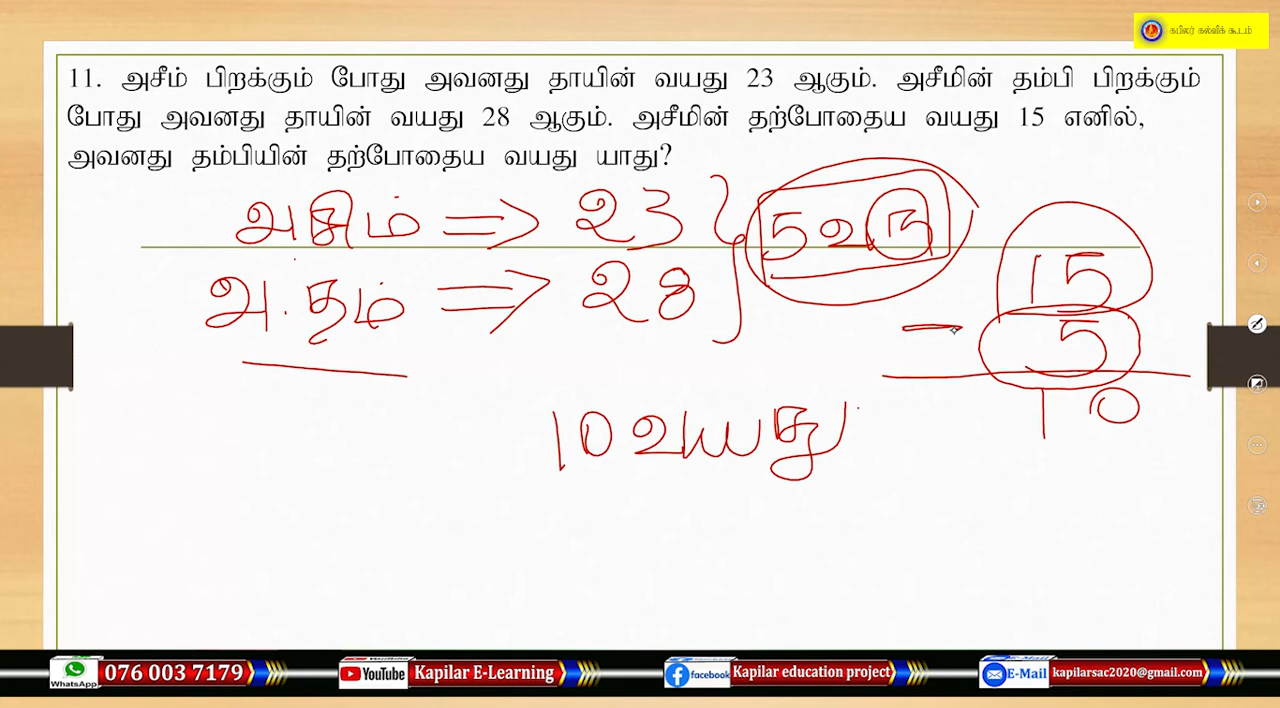 கபிலர் கல்விக் கூடம்
11. அசீம் பிறக்கும் போது அவனது தாயின் வயது 23 ஆகும். அசீமின் தம்பி பிறக்கும்
போது அவனது தாயின் வயது 28 ஆகும். அசீமின் தற்போதைய வயது 15 எனில்,
அவனது தம்பியின் தற்போதைய வயது யாது?
அசீம் => 23
அ.தம் => 28
15
- 5
10
10 வயது
WhatsApp 076 003 7179
YouTube Kapilar E-Learning
facebook Kapilar education project
E-Mail kapilarsac2020@gmail.com